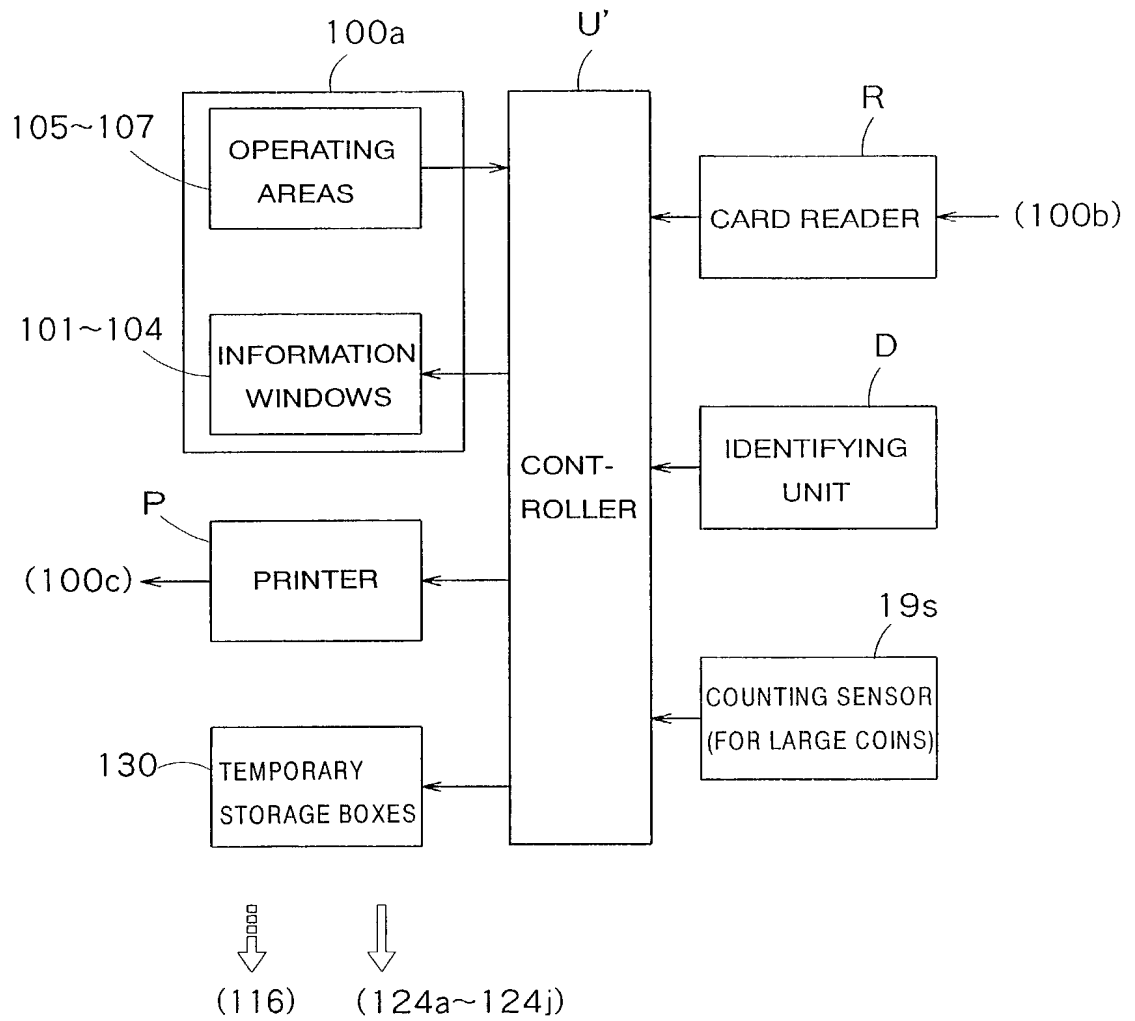 100a
U’
105~107
OPERATING
AREAS
R
CARD READER
(100b)
101~104
INFORMATION
WINDOWS
D
IDENTIFYING
UNIT
CONT-
ROLLER
P
PRINTER
(100c)
19s
COUNTING SENSOR
(FOR LARGE COINS)
130
TEMPORARY
STORAGE BOXES
(116)
(124a~124j)